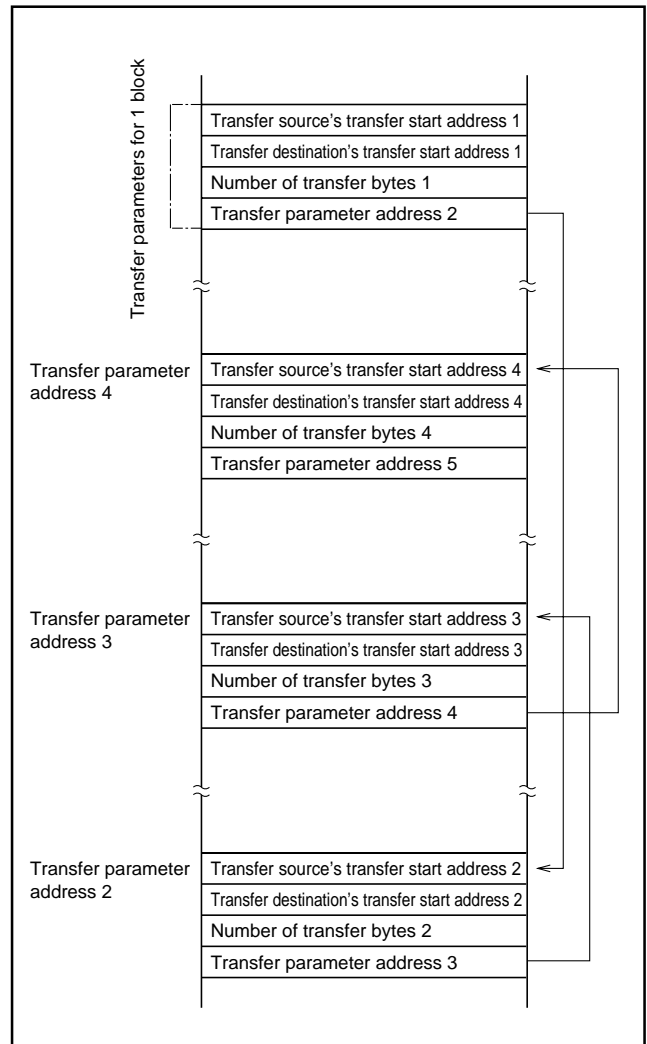 Transfer parameters for 1 block
Transfer source’s transfer start address 1
Transfer destination’s transfer start address 1
Number of transfer bytes 1
Transfer parameter address 2
Transfer parameter
address 4
Transfer source’s transfer start address 4
Transfer destination’s transfer start address 4
Number of transfer bytes 4
Transfer parameter address 5
Transfer parameter
address 3
Transfer source’s transfer start address 3
Transfer destination’s transfer start address 3
Number of transfer bytes 3
Transfer parameter address 4
Transfer parameter
address 2
Transfer source’s transfer start address 2
Transfer destination’s transfer start address 2
Number of transfer bytes 2
Transfer parameter address 3